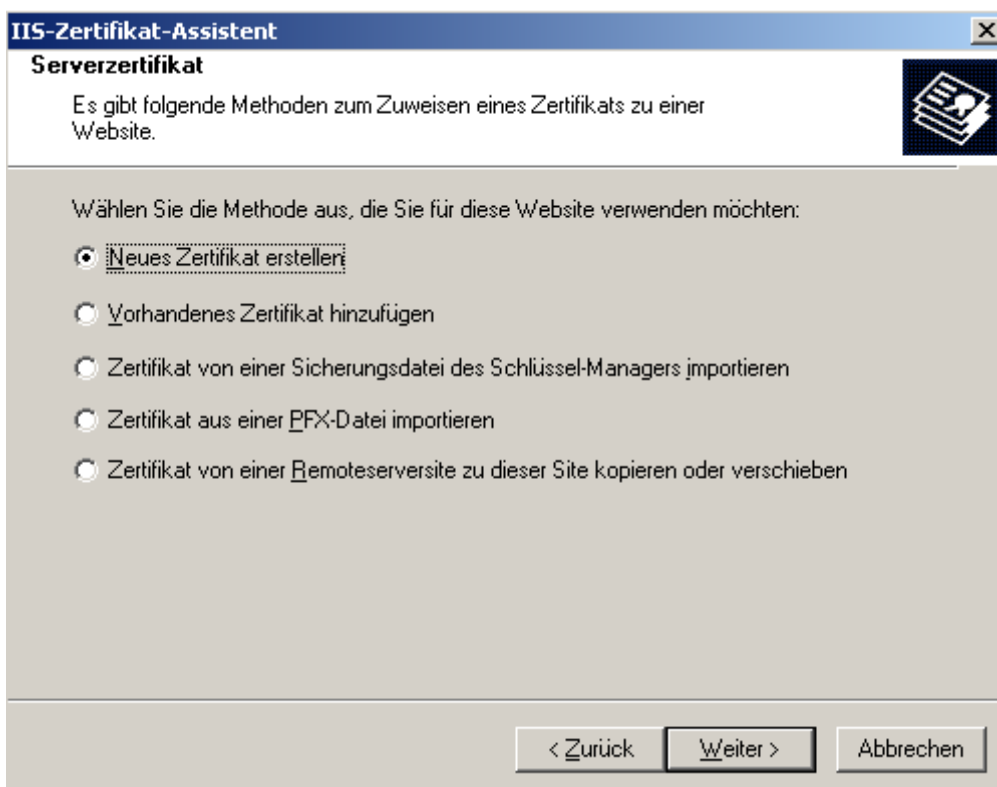 IIS-Zertifikat-Assistent
Serverzertifikat
Es gibt folgende Methoden zum Zuweisen eines Zertifikats zu einer
Website.
Wählen Sie die Methode aus, die Sie für diese Website verwenden möchten:
Neues Zertifikat erstellen
Vorhandenes Zertifikat hinzufügen
Zertifikat von einer Sicherungsdatei des Schlüssel-Managers importieren
Zertifikat aus einer PFX-Datei importieren
Zertifikat von einer Remoteserversite zu dieser Site kopieren oder verschieben
< Zurück Weiter > Abbrechen